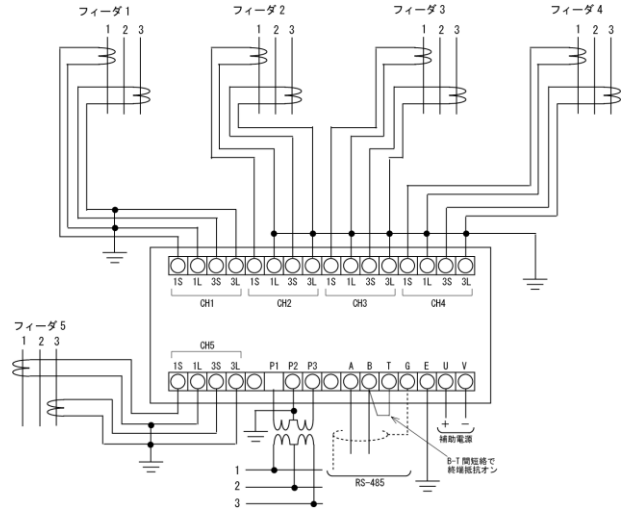 フィーダ1
フィーダ2
フィーダ3
フィーダ4
1 2 3
1 2 3
1 2 3
1 2 3
1S 1L 3S 3L 1S 1L 3S 3L 1S 1L 3S 3L 1S 1L 3S 3L
CH1 CH2 CH3 CH4
フィーダ5
1 2 3
CH5
1S 1L 3S 3L P1 P2 P3 A B T G E U V
+ −
補助電源
B-T間短絡で
終端抵抗オン
RS-485
1
2
3